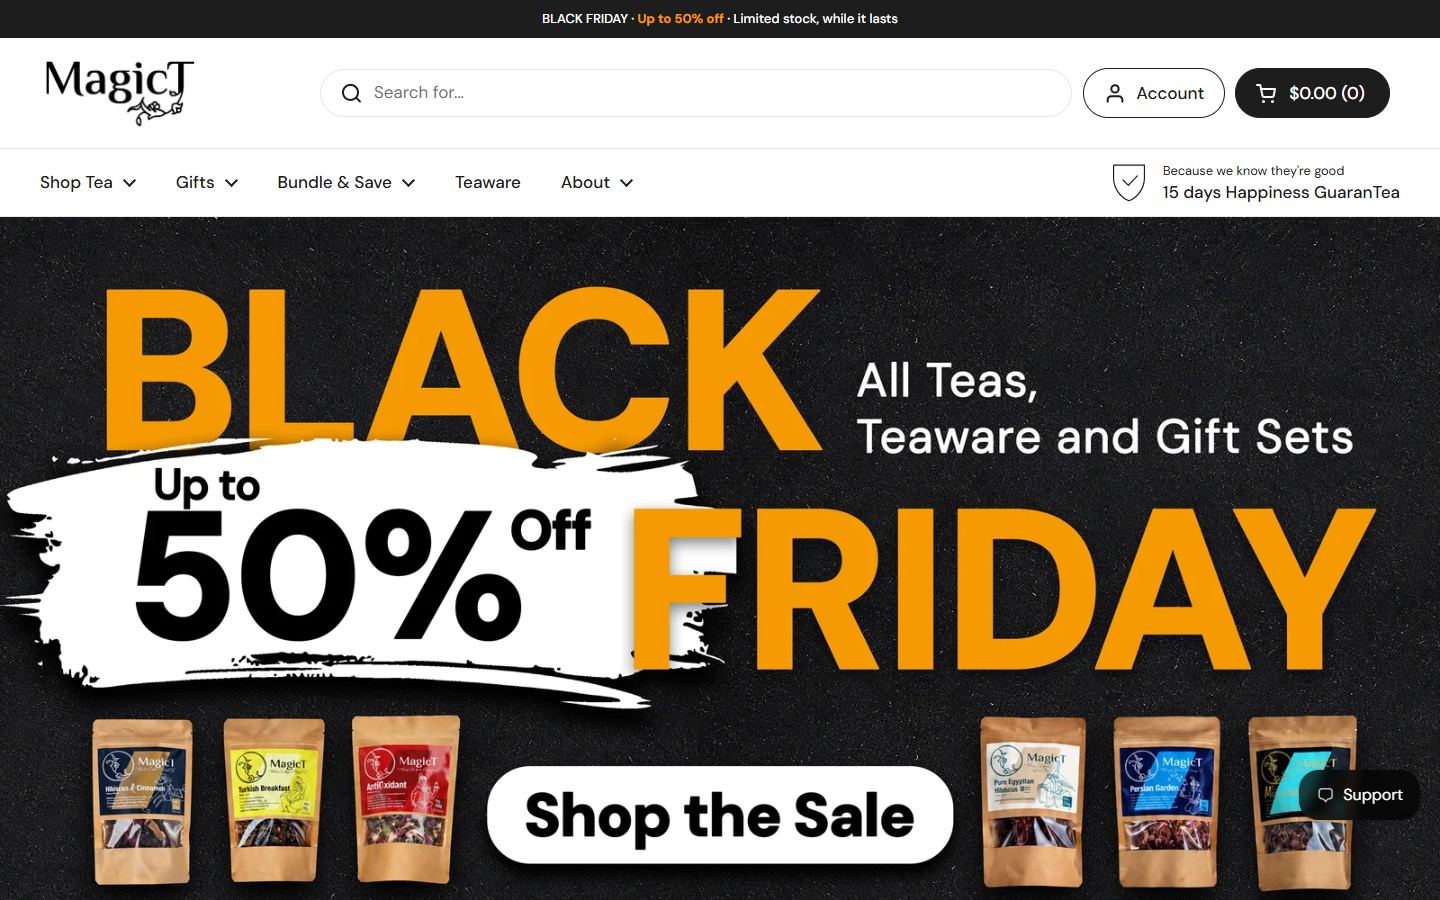 BLACK FRIDAY · Up to 50% off · Limited stock, while it lasts
MagicT
Search for...
Account
$0.00 (0)
Shop Tea
Gifts
Bundle & Save
Teaware
About
Because we know they're good
15 days Happiness GuaranTea
BLACK
All Teas,
Teaware and Gift Sets
Up to
50% Off
FRIDAY
MagicT
Hibiscus & Cinnamon
MagicT
Turkish Breakfast
MagicT
AntiOxidant
Shop the Sale
MagicT
Pure Egyptian
Hibiscus
MagicT
Persian Garden
MagicT
Support